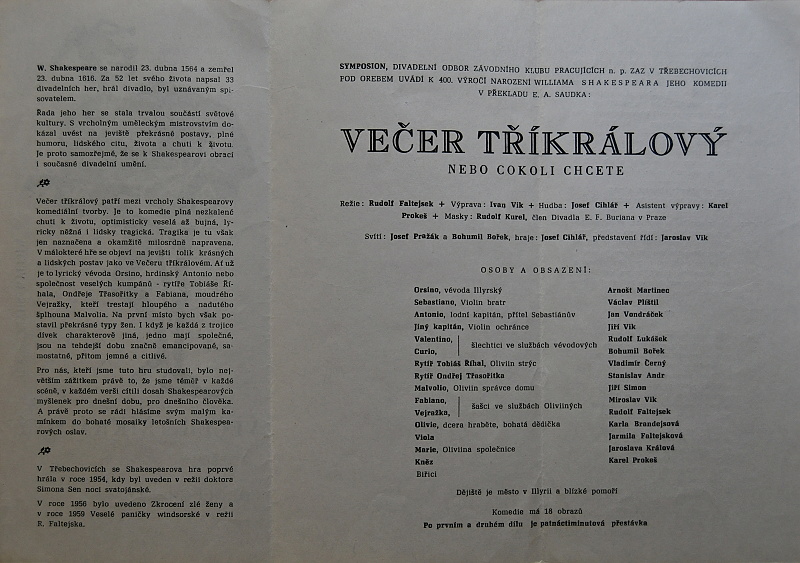 W. Shakespeare se narodil 23. dubna 1564 a zemřel
23. dubna 1616. Za 52 let svého života napsal 33
divadelních her, hrál divadlo, byl uznávaným spi-
sovatelem.
Řada jeho her se stala trvalou součástí světové
kultury. S vrcholným uměleckým mistrovstvím do-
kázal uvést na jeviště překrásné postavy, plné
humoru, lidského citu, života a chuti k životu.
Je proto samozřejmé, že se k Shakespearovi obrací
i současné divadelní umění.
Večer tříkrálový patří mezi vrcholy Shakespearovy
komediální tvorby. Je to komedie plná nezkalené
chuti k životu, optimisticky veselá až bujná, ly-
ricky něžná i lidsky tragická. Tragika je tu však
jen naznačena a okamžitě milosrdně napravena.
V málokteré hře se objeví na jevišti tolik krásných
a lidských postav jako ve Večeru tříkrálovém. Ať už
je to lyrický vévoda Orsino, hrdinský Antonio nebo
společnost veselých kumpánů - rytíře Tobiáše Ří-
hala, Ondřeje Třasořitky a Fabiana, moudrého
Vejražky, kteří trestají hloupého a nadutého
šplhouna Malvolia. Na první místo bych však po-
stavil překrásné typy žen. I když je každá z trojice
dívek charakterově jiná, jedno mají společné,
jsou na tehdejší dobu značně emancipované, sa-
mostatné, přitom jemné a citlivé.
Pro nás, kteří jsme tuto hru studovali, bylo nej-
větším zážitkem právě to, že jsme téměř v každé
scéně, v každém verši cítili dosah Shakespearových
myšlenek pro dnešní dobu, pro dnešního člověka.
A právě proto se rádi hlásíme svým malým ka-
mínkem do bohaté mosaiky letošních Shakespea-
rových oslav.
V Třebechovicích se Shakespearova hra poprvé
hrála v roce 1954, kdy byl uveden v režii doktora
Simona Sen noci svatojánské.
V roce 1956 bylo uvedeno Zkrocení zlé ženy a
v roce 1959 Veselé paničky windsorské v režii
R. Faltejska.
SYMPOSION, DIVADELNÍ ODBOR ZÁVODNÍHO KLUBU PRACUJÍCÍCH n. p. ZAZ V TŘEBECHOVICÍCH
POD OREBEM UVÁDÍ K 400. VÝROČÍ NAROZENÍ WILLIAMA SHAKESPEARA JEHO KOMEDII
V PŘEKLADU E. A. SAUDKA:
VEČER TŘÍKRÁLOVÝ
NEBO COKOLI CHCETE
Režie: Rudolf Faltejsek + Výprava: Ivan Vik + Hudba: Josef Cihlář + Asistent výpravy: Karel
Prokeš + Masky: Rudolf Kurel, člen Divadla E. F. Buriana v Praze
Svítí: Josef Pražák a Bohumil Bořek, hraje: Josef Cihlář, představení řídí: Jaroslav Vik
OSOBY A OBSAZENÍ:
Orsino, vévoda Illyrský Arnošt Martinec
Sebastiano, Violin bratr Václav Plíštil
Antonio, lodní kapitán, přítel Sebastiánův Jan Vondráček
Jiný kapitán, Violin ochránce Jiří Vik
Valentino, Rudolf Lukášek
šlechtici ve službách vévodových
Curio, Bohumil Bořek
Rytíř Tobiáš Říhal, Oliviin strýc Vladimír Černý
Rytíř Ondřej Třasořitka Stanislav Andr
Malvolio, Oliviin správce domu Jiří Simon
Fabiano, Miroslav Vik
šašci ve službách Oliviiných
Vejražka, Rudolf Faltejsek
Olivie, dcera hraběte, bohatá dědička Karla Brandejsová
Viola Jarmila Faltejsková
Marie, Oliviina společnice Jaroslava Králová
Kněz Karel Prokeš
Biřici
Dějiště je město v Illyrii a blízké pomoří
Komedie má 18 obrazů
Po prvním a druhém dílu je patnáctiminutová přestávka